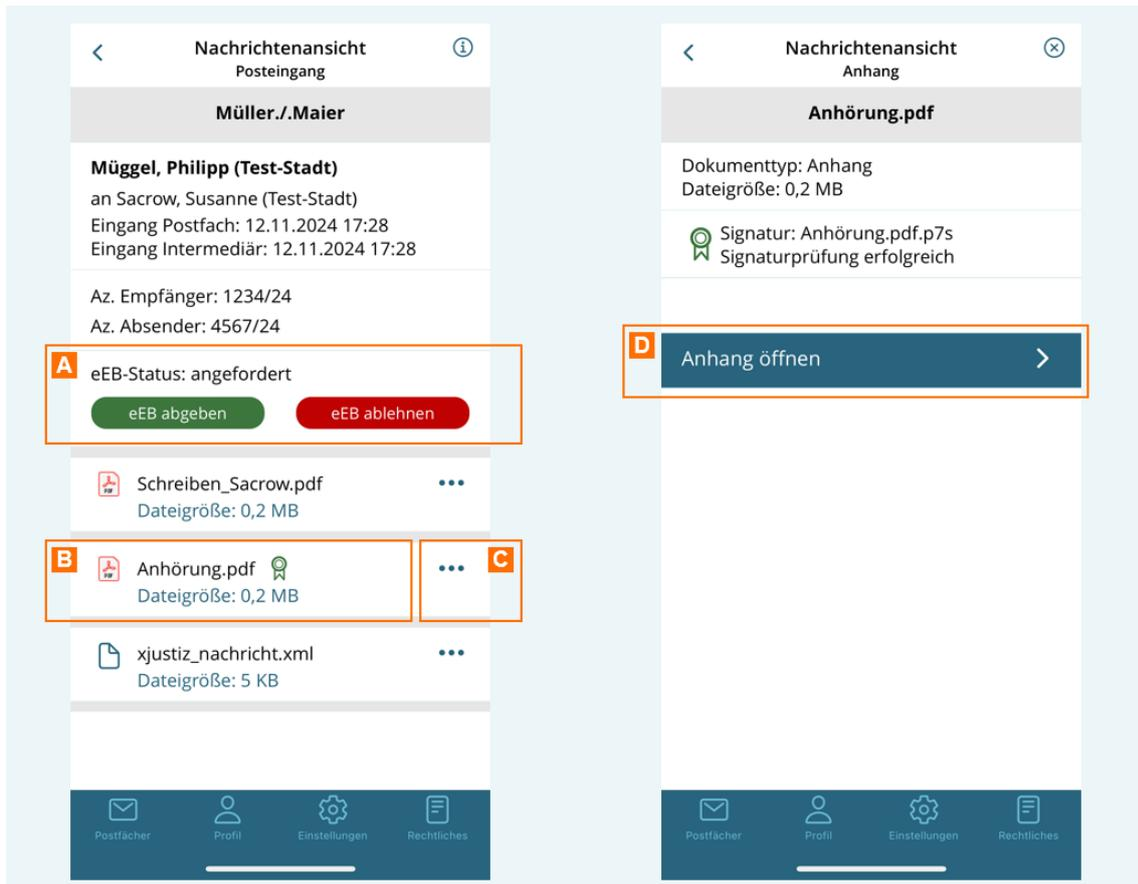 Nachrichtenansicht
Posteingang
Müller./.Maier
Müggel, Philipp (Test-Stadt)
an Sacrow, Susanne (Test-Stadt)
Eingang Postfach: 12.11.2024 17:28
Eingang Intermediär: 12.11.2024 17:28
Az. Empfänger: 1234/24
Az. Absender: 4567/24
A
eEB-Status: angefordert
eEB abgeben eEB ablehnen
PDF Schreiben_Sacrow.pdf
Dateigröße: 0,2 MB
B C
PDF Anhörung.pdf
Dateigröße: 0,2 MB
xjustiz_nachricht.xml
Dateigröße: 5 KB
Postfächer Profil Einstellungen Rechtliches
Nachrichtenansicht
Anhang
Anhörung.pdf
Dokumenttyp: Anhang
Dateigröße: 0,2 MB
Signatur: Anhörung.pdf.p7s
Signaturprüfung erfolgreich
D
Anhang öffnen
Postfächer Profil Einstellungen Rechtliches